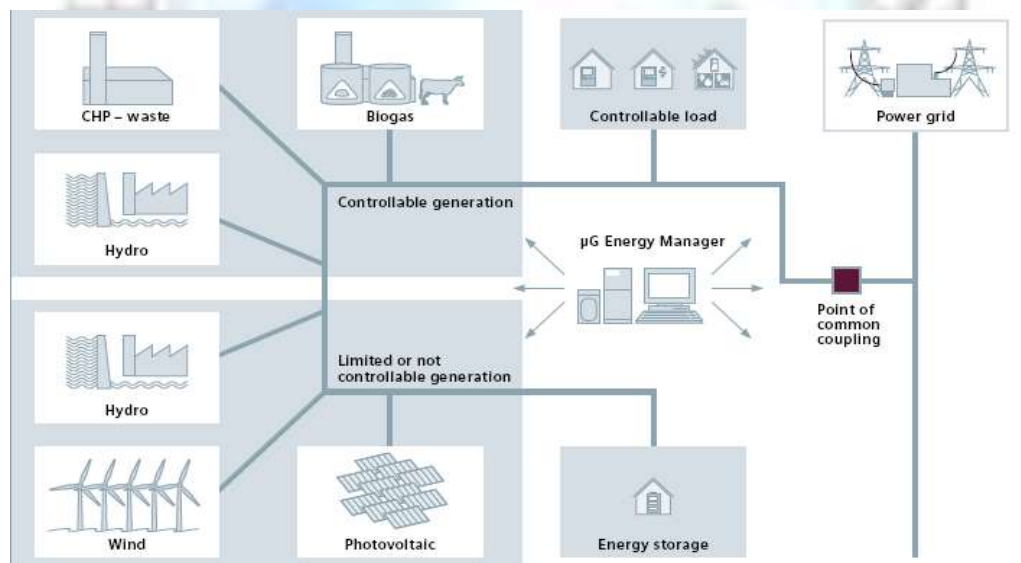 CHP – waste
Biogas
Controllable load
Power grid
Hydro
Controllable generation
µG Energy Manager
Point of
common
coupling
Hydro
Limited or not
controllable generation
Wind
Photovoltaic
Energy storage